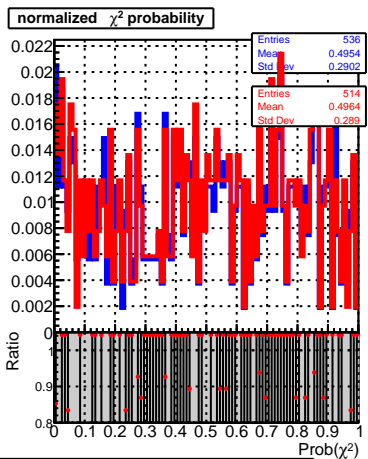 normalized χ² probability
Entries 536
Mean 0.4954
Std Dev 0.2902
Entries 514
Mean 0.4964
Std Dev 0.289
0.022
0.02
0.018
0.016
0.014
0.012
0.01
0.008
0.006
0.004
0.002
0
Ratio
1
0.9
0.8
0 0.1 0.2 0.3 0.4 0.5 0.6 0.7 0.8 0.9 1
Prob(χ²)